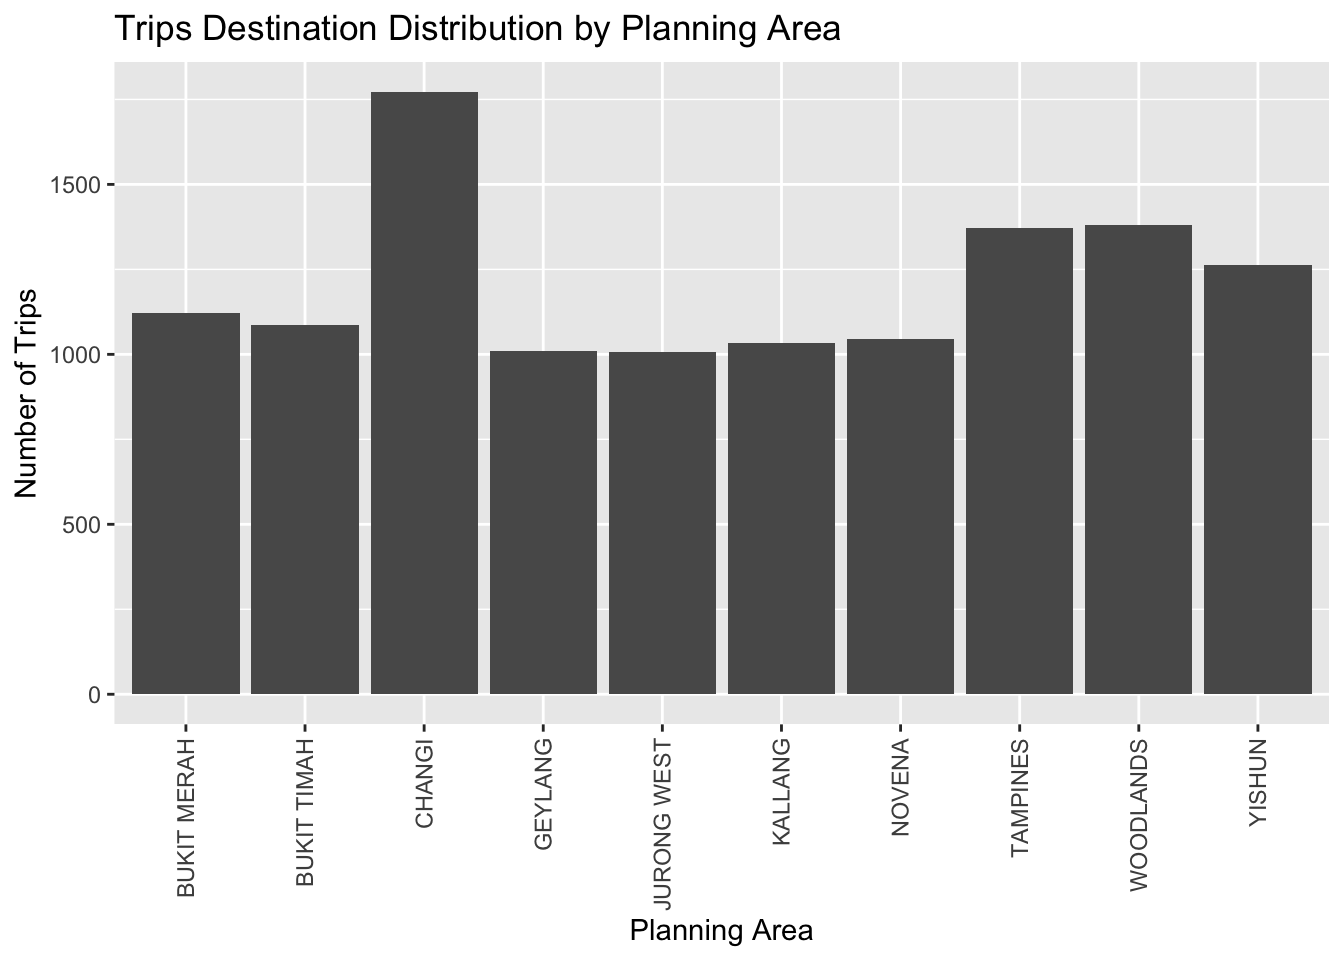 Trips Destination Distribution by Planning Area
Number of Trips
1500
1000
500
0
BUKIT MERAH
BUKIT TIMAH
CHANGI
GEYLANG
JURONG WEST
KALLANG
NOVENA
TAMPINES
WOODLANDS
YISHUN
Planning Area